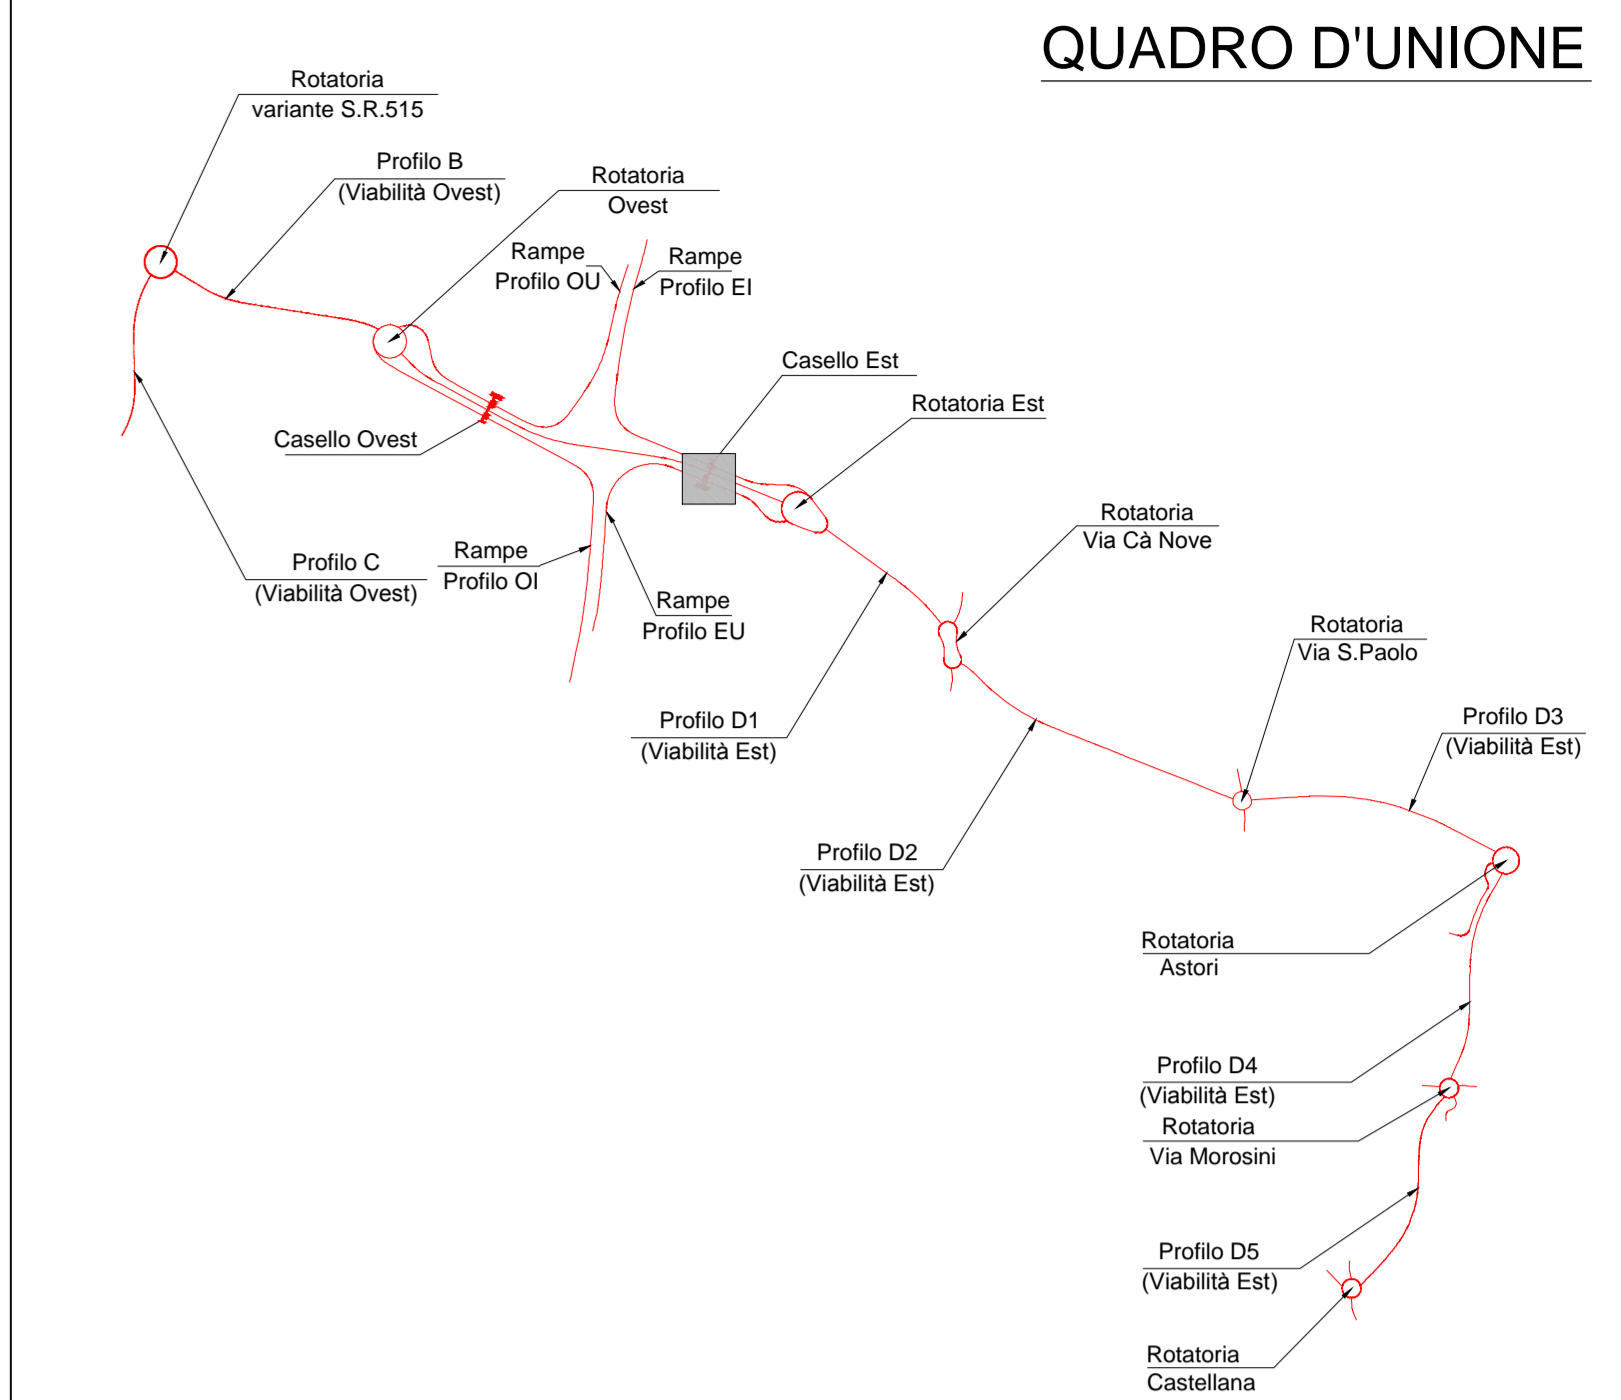 QUADRO D'UNIONE
Rotatoria
variante S.R.515
Profilo B
(Viabilità Ovest)
Rotatoria
Ovest
Rampe
Profilo OU
Rampe
Profilo EI
Casello Est
Rotatoria Est
Casello Ovest
Rotatoria
Via Cà Nove
Rampe
Profilo OI
Profilo C
(Viabilità Ovest)
Rampe
Profilo EU
Rotatoria
Via S.Paolo
Profilo D1
(Viabilità Est)
Profilo D3
(Viabilità Est)
Profilo D2
(Viabilità Est)
Rotatoria
Astori
Profilo D4
(Viabilità Est)
Rotatoria
Via Morosini
Profilo D5
(Viabilità Est)
Rotatoria
Castellana